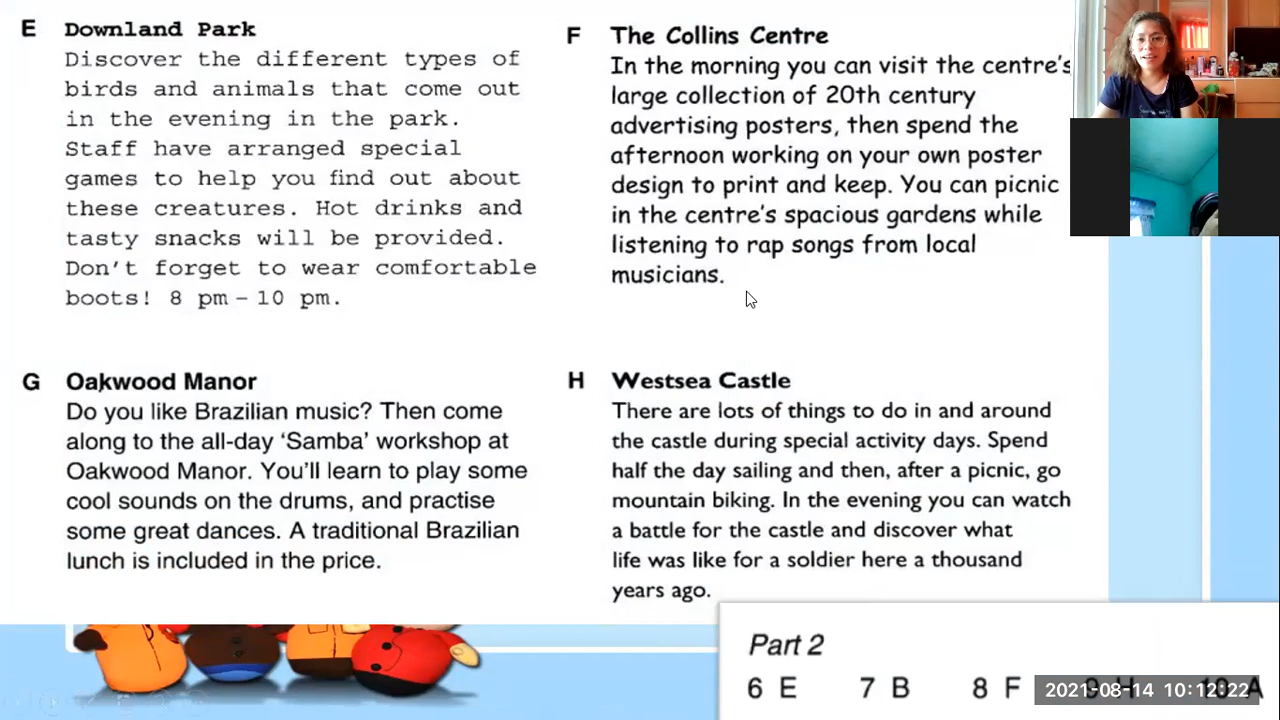 E Downland Park
Discover the different types of
birds and animals that come out
in the evening in the park.
Staff have arranged special
games to help you find out about
these creatures. Hot drinks and
tasty snacks will be provided.
Don't forget to wear comfortable
boots! 8 pm – 10 pm.
F The Collins Centre
In the morning you can visit the centre's
large collection of 20th century
advertising posters, then spend the
afternoon working on your own poster
design to print and keep. You can picnic
in the centre's spacious gardens while
listening to rap songs from local
musicians.
G Oakwood Manor
Do you like Brazilian music? Then come
along to the all-day 'Samba' workshop at
Oakwood Manor. You'll learn to play some
cool sounds on the drums, and practise
some great dances. A traditional Brazilian
lunch is included in the price.
H Westsea Castle
There are lots of things to do in and around
the castle during special activity days. Spend
half the day sailing and then, after a picnic, go
mountain biking. In the evening you can watch
a battle for the castle and discover what
life was like for a soldier here a thousand
years ago.
Part 2
6 E 7 B 8 F 9 H 10 A
2021-08-14 10:12:22